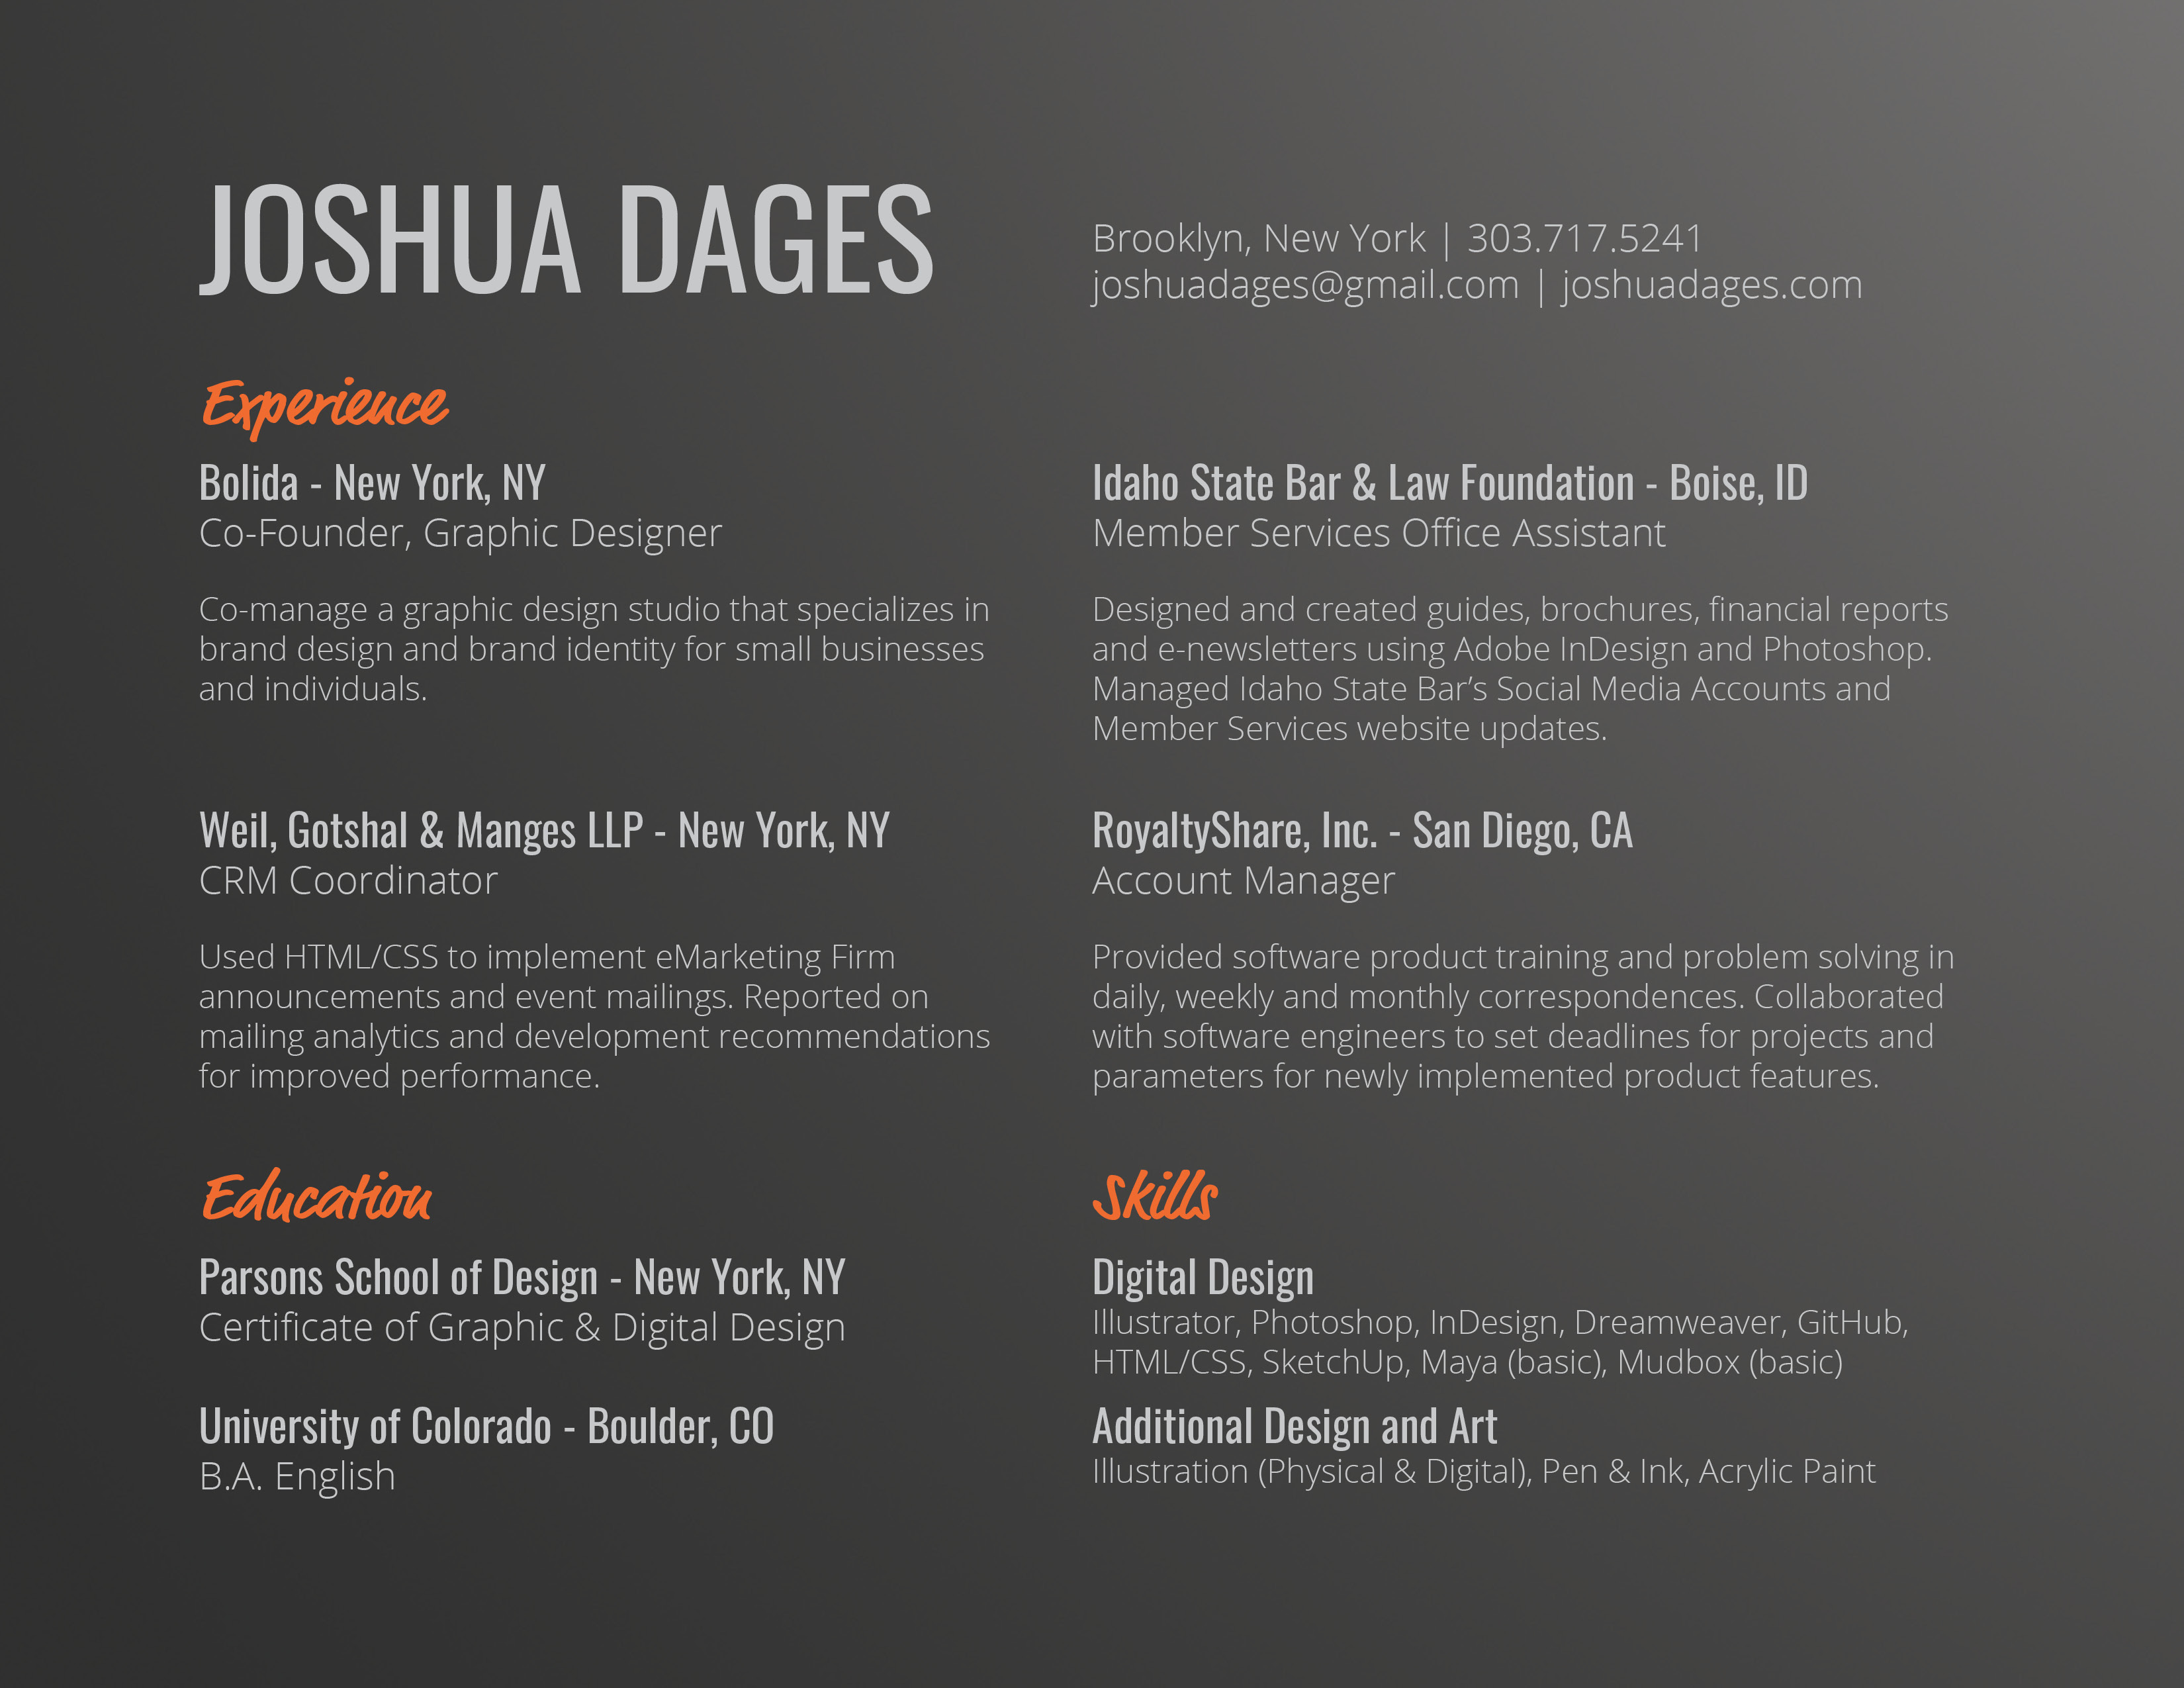 JOSHUA DAGES
Brooklyn, New York | 303.717.5241
joshuadages@gmail.com | joshuadages.com
Experience
Bolida - New York, NY
Co-Founder, Graphic Designer
Co-manage a graphic design studio that specializes in
brand design and brand identity for small businesses
and individuals.
Idaho State Bar & Law Foundation - Boise, ID
Member Services Office Assistant
Designed and created guides, brochures, financial reports
and e-newsletters using Adobe InDesign and Photoshop.
Managed Idaho State Bar’s Social Media Accounts and
Member Services website updates.
Weil, Gotshal & Manges LLP - New York, NY
CRM Coordinator
Used HTML/CSS to implement eMarketing Firm
announcements and event mailings. Reported on
mailing analytics and development recommendations
for improved performance.
RoyaltyShare, Inc. - San Diego, CA
Account Manager
Provided software product training and problem solving in
daily, weekly and monthly correspondences. Collaborated
with software engineers to set deadlines for projects and
parameters for newly implemented product features.
Education
Parsons School of Design - New York, NY
Certificate of Graphic & Digital Design
University of Colorado - Boulder, CO
B.A. English
Skills
Digital Design
Illustrator, Photoshop, InDesign, Dreamweaver, GitHub,
HTML/CSS, SketchUp, Maya (basic), Mudbox (basic)
Additional Design and Art
Illustration (Physical & Digital), Pen & Ink, Acrylic Paint